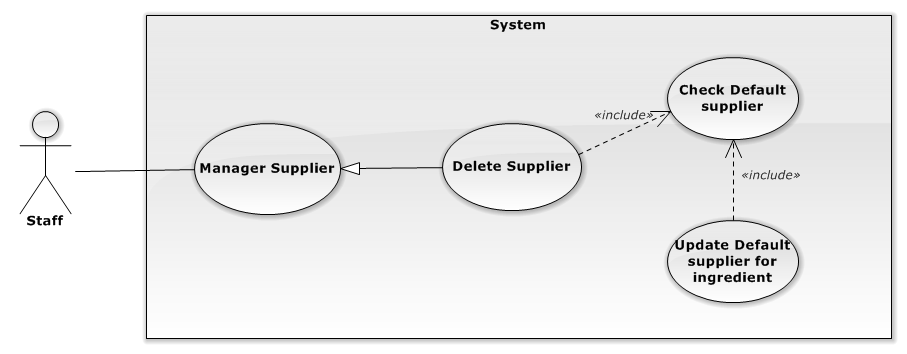 System
Check Default
supplier
«include»
Manager Supplier
Delete Supplier
«include»
Staff
Update Default
supplier for
ingredient